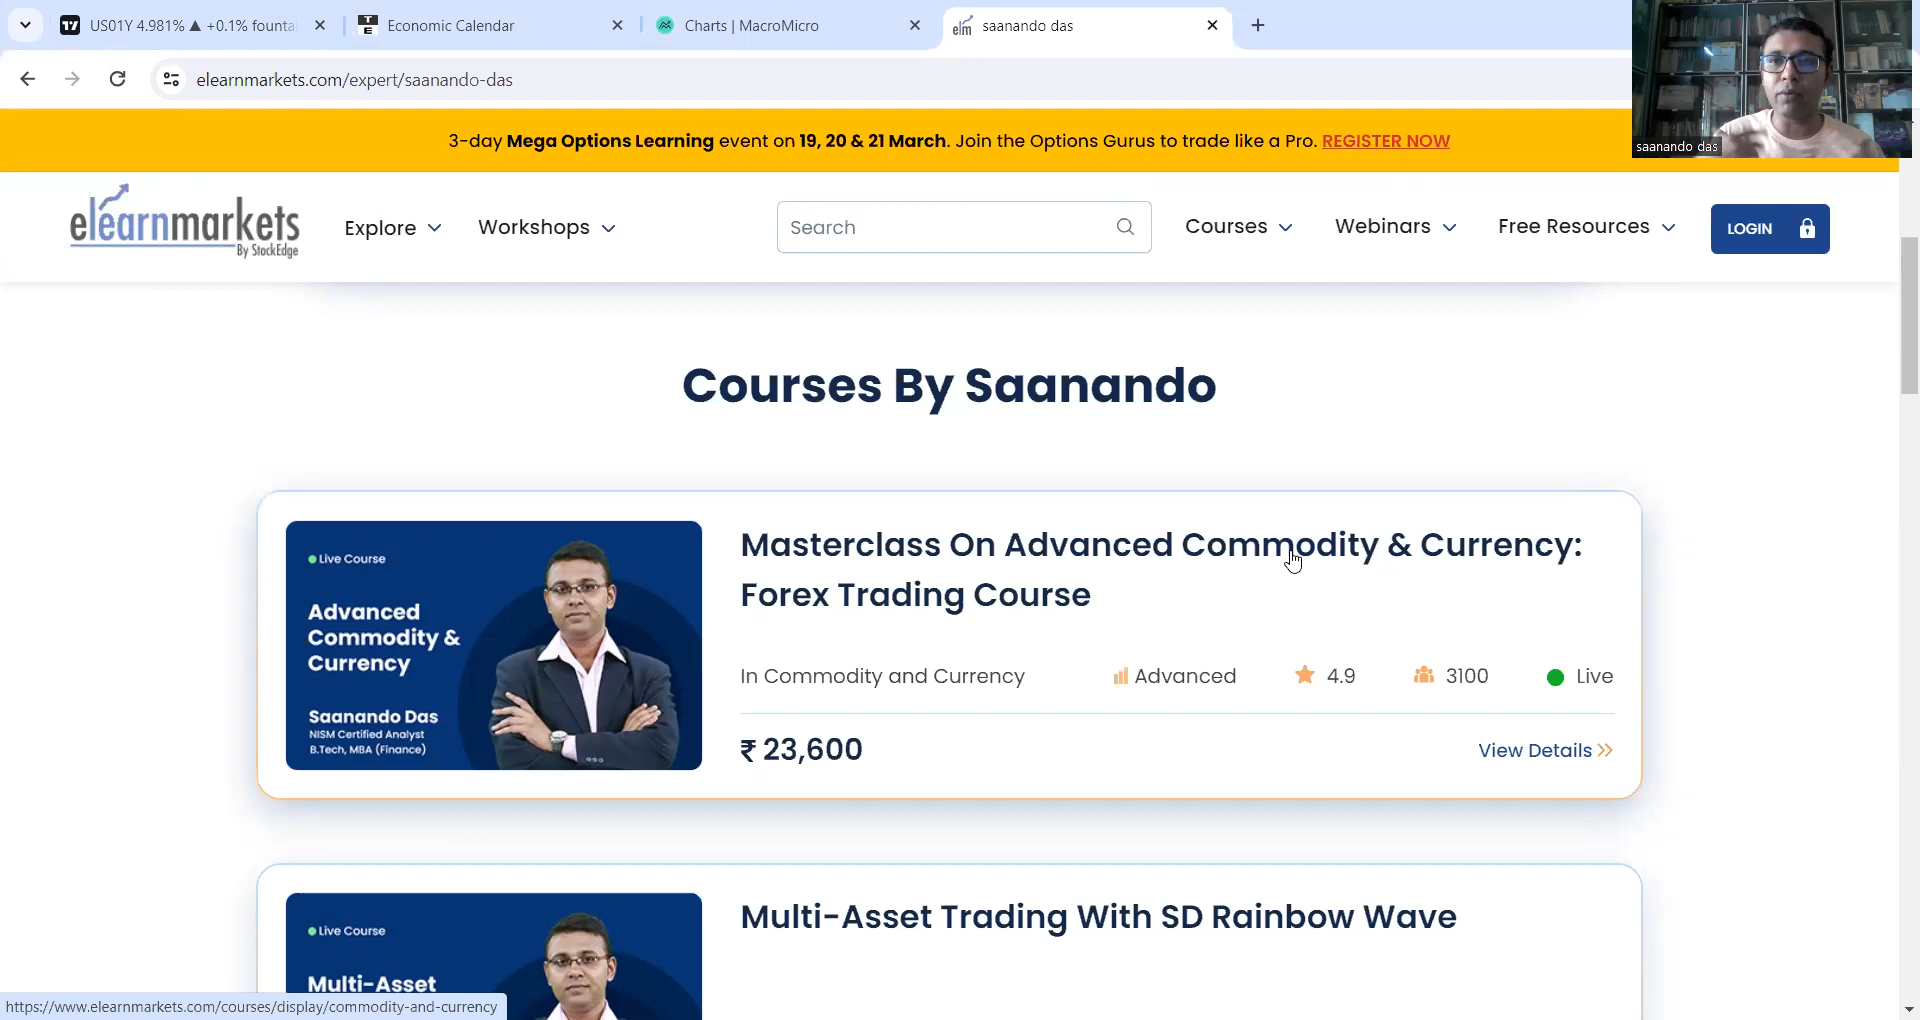 US01Y 4.981% ▲ +0.1% founta
Economic Calendar
Charts | MacroMicro
elm
saanando das
elearnmarkets.com/expert/saanando-das
saanando das
3-day Mega Options Learning event on 19, 20 & 21 March. Join the Options Gurus to trade like a Pro. REGISTER NOW
elearnmarkets
By StockEdge
Explore
Workshops
Search
Courses
Webinars
Free Resources
LOGIN
Courses By Saanando
Live Course
Advanced
Commodity &
Currency
Saanando Das
NISM Certified Analyst
B.Tech, MBA (Finance)
Masterclass On Advanced Commodity & Currency:
Forex Trading Course
In Commodity and Currency
Advanced
4.9
3100
Live
₹ 23,600
View Details
Live Course
Multi-Asset
Multi-Asset Trading With SD Rainbow Wave
https://www.elearnmarkets.com/courses/display/commodity-and-currency